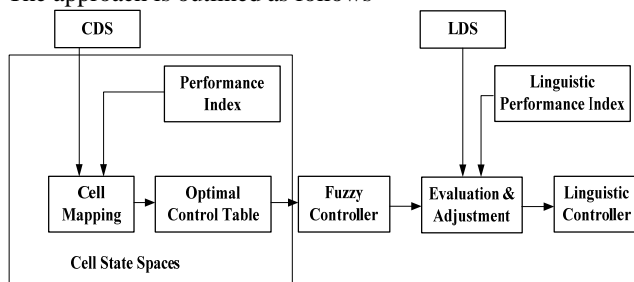 The approach is outlined as follows
CDS
LDS
Performance
Index
Linguistic
Performance Index
Cell
Mapping
Optimal
Control Table
Fuzzy
Controller
Evaluation &
Adjustment
Linguistic
Controller
Cell State Spaces